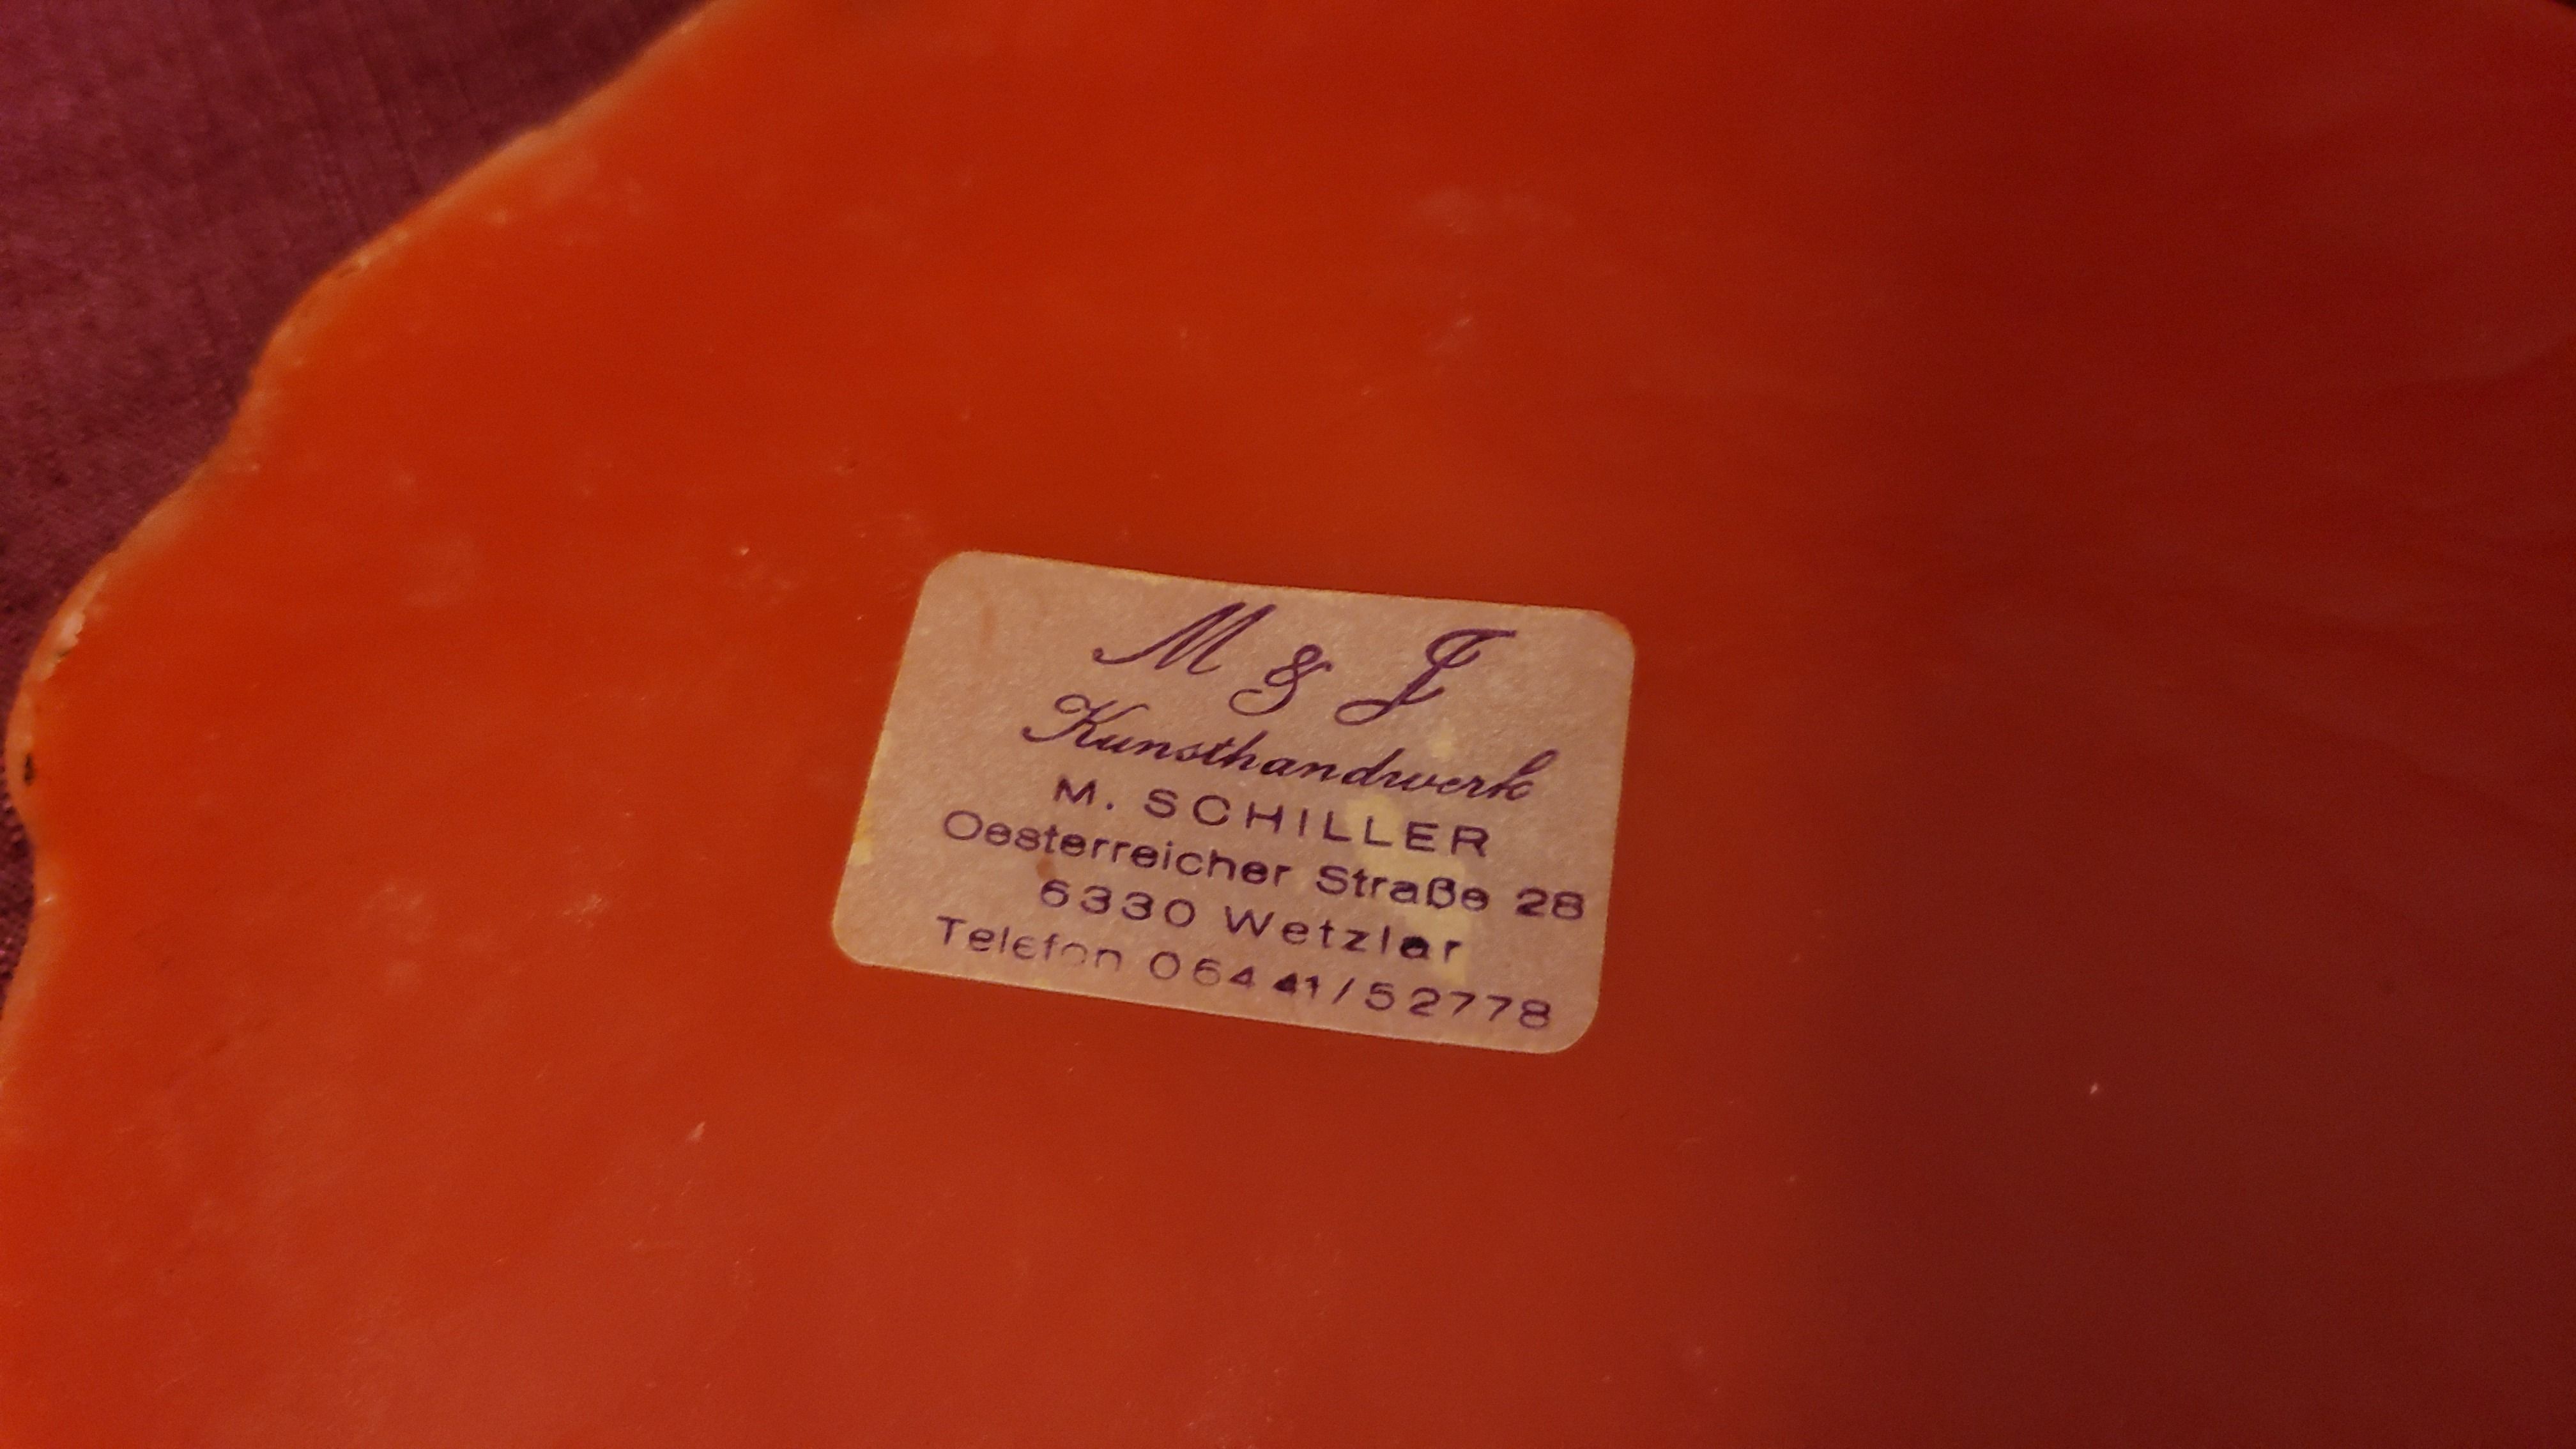 M & J
Kunsthandwerk
M. SCHILLER
Oesterreicher Straße 28
6330 Wetzlar
Telefon 06441/52778